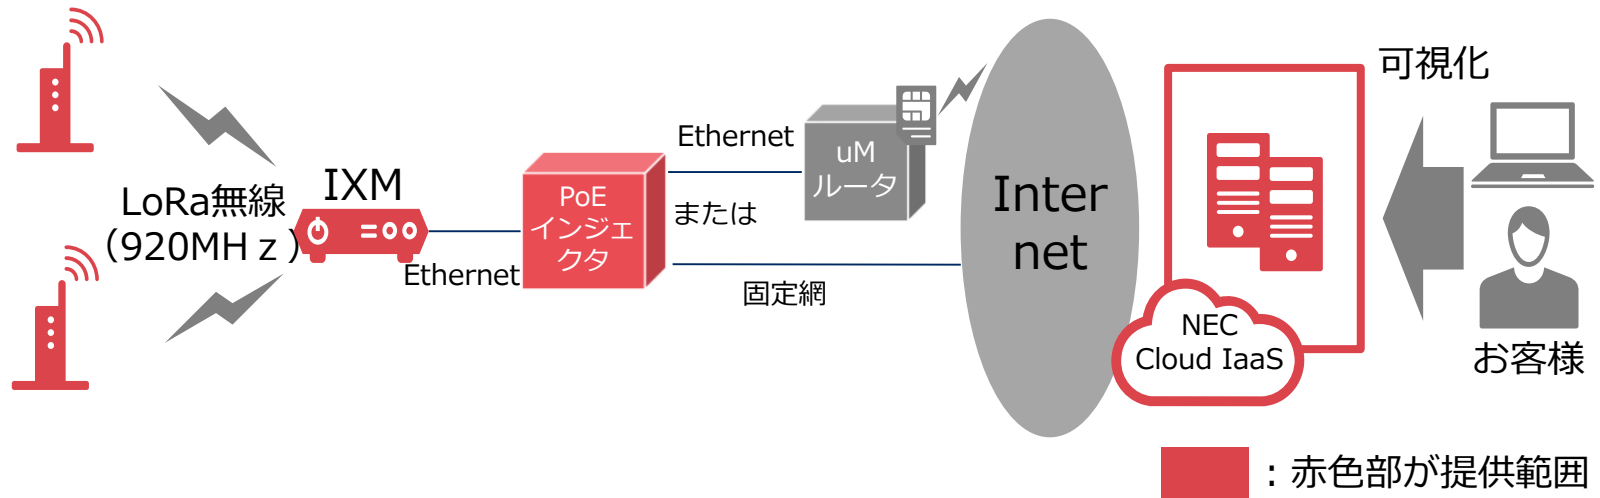 LoRa無線
（920MHｚ）
IXM
Ethernet
PoE
インジェ
クタ
Ethernet
または
固定網
uM
ルータ
Inter
net
NEC
Cloud IaaS
可視化
お客様
：赤色部が提供範囲